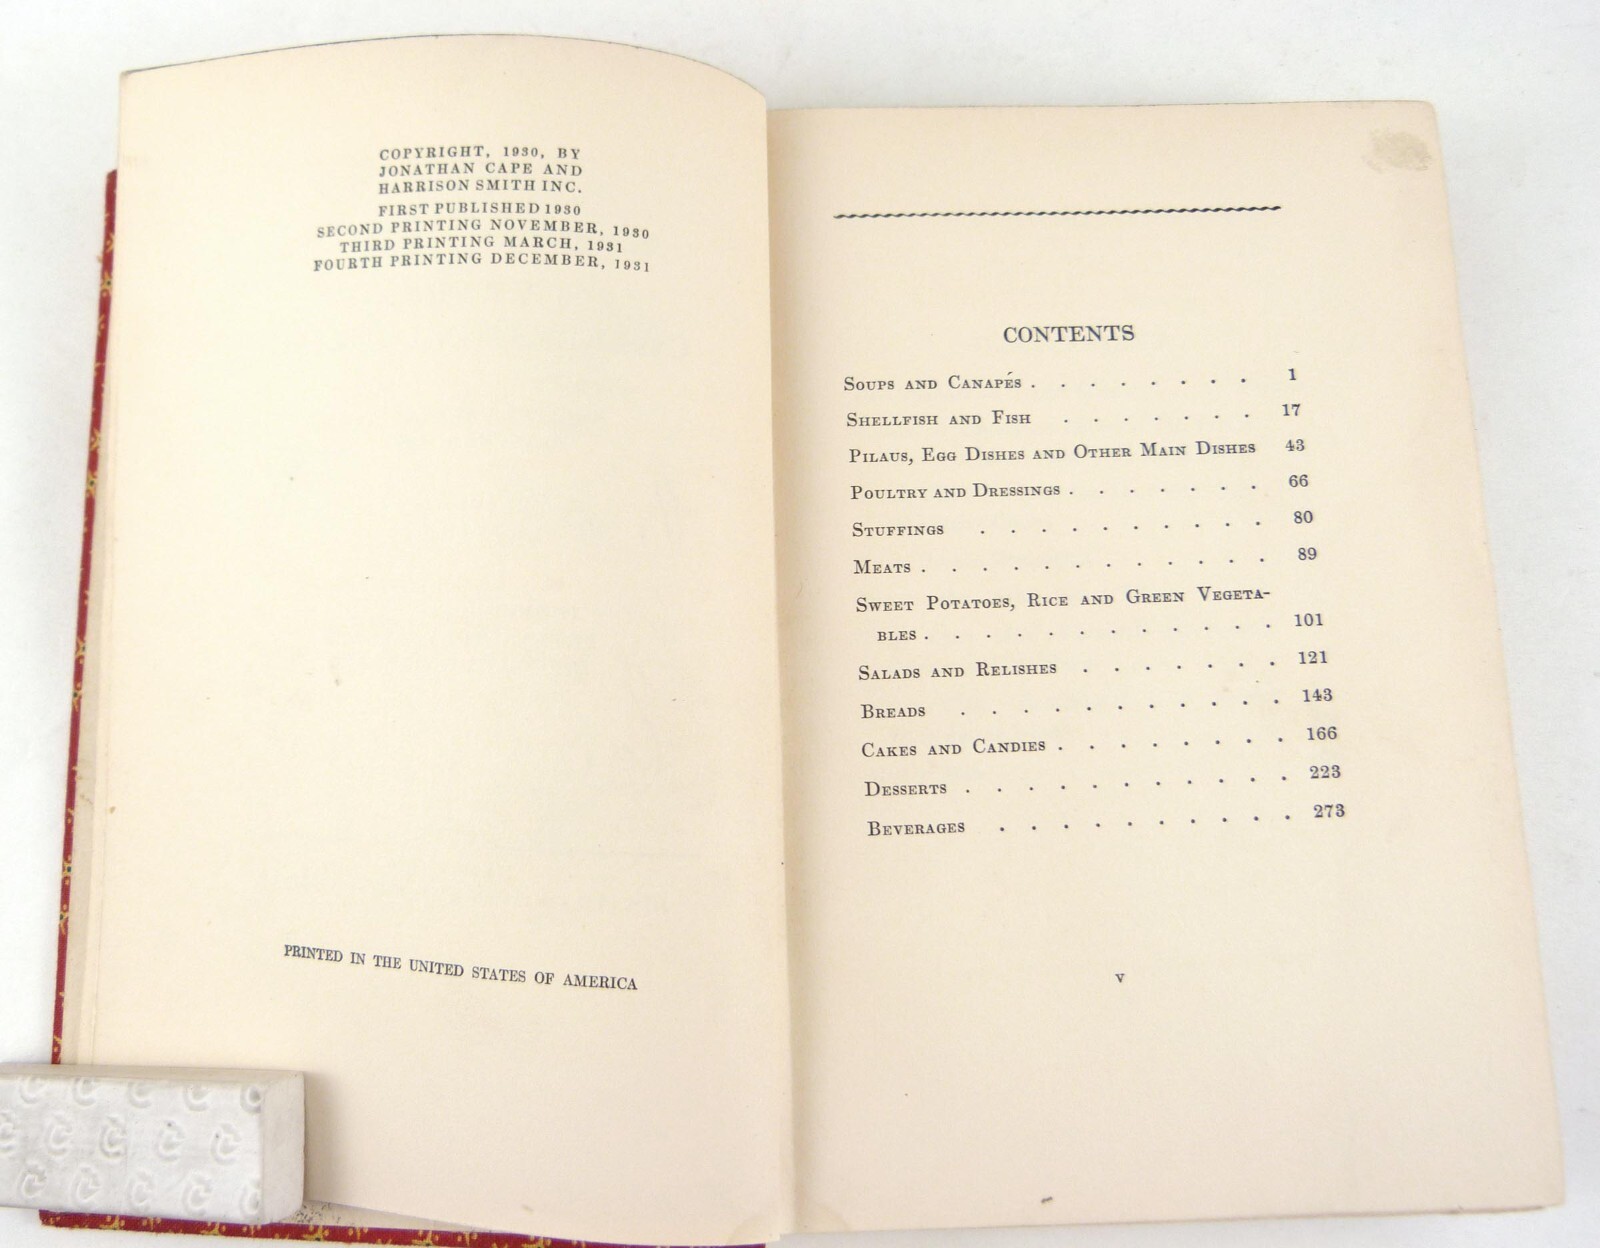 COPYRIGHT, 1930, BY
JONATHAN CAPE AND
HARRISON SMITH INC.
FIRST PUBLISHED 1930
SECOND PRINTING NOVEMBER, 1930
THIRD PRINTING MARCH, 1931
FOURTH PRINTING DECEMBER, 1931
PRINTED IN THE UNITED STATES OF AMERICA
CONTENTS
SOUPS AND CANAPÉS . . . . . . . . 1
SHELLFISH AND FISH . . . . . . . 17
PILAUS, EGG DISHES AND OTHER MAIN DISHES 43
POULTRY AND DRESSINGS . . . . . . . 66
STUFFINGS . . . . . . . . . . 80
MEATS . . . . . . . . . . . . 89
SWEET POTATOES, RICE AND GREEN VEGETA-
BLES . . . . . . . . . . . . 101
SALADS AND RELISHES . . . . . . . 121
BREADS . . . . . . . . . . . 143
CAKES AND CANDIES . . . . . . . . 166
DESSERTS . . . . . . . . . . . 223
BEVERAGES . . . . . . . . . . 273
v